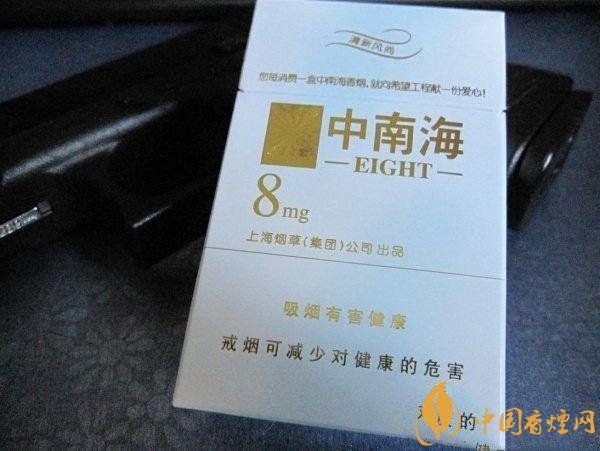 清新风尚
您每消费一盒中南海香烟，就向希望工程献一份爱心！
中南海
EIGHT
8mg
上海烟草(集团)公司出品
吸烟有害健康
戒烟可减少对健康的危害
的
健
中国香烟网